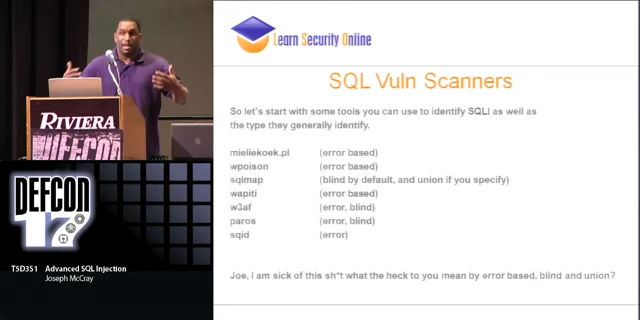 Learn Security Online
SQL Vuln Scanners
So let's start with some tools you can use to identify SQLI as well as
the type they generally identify.
mieliekoek.pl (error based)
wpoison (error based)
sqlmap (blind by default, and union if you specify)
wapiti (error based)
w3af (error, blind)
paros (error, blind)
sqid (error)
Joe, I am sick of this sh*t what the heck to you mean by error based, blind and union?
RIVIERA
DEFCON
DEFCON
17
T5D3S1 Advanced SQL Injection
Joseph McCray